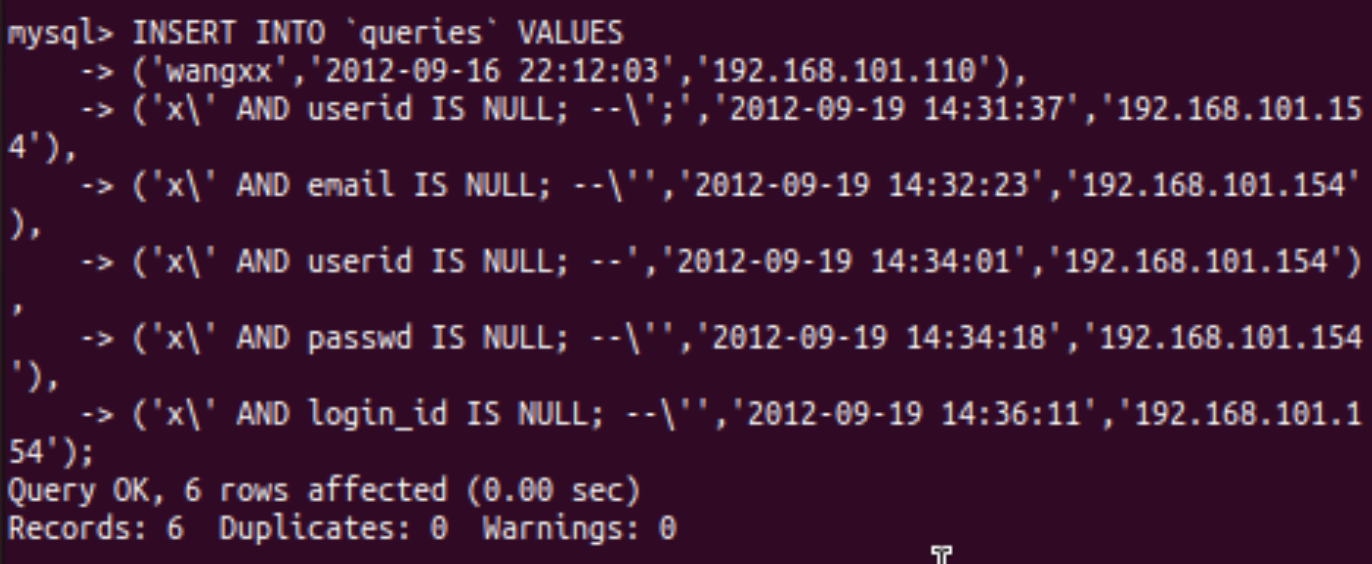 mysql> INSERT INTO `queries` VALUES
    -> ('wangxx','2012-09-16 22:12:03','192.168.101.110'),
    -> ('x\' AND userid IS NULL; --\';','2012-09-19 14:31:37','192.168.101.15
4'),
    -> ('x\' AND email IS NULL; --\'','2012-09-19 14:32:23','192.168.101.154'
),
    -> ('x\' AND userid IS NULL; --','2012-09-19 14:34:01','192.168.101.154')
,
    -> ('x\' AND passwd IS NULL; --\'','2012-09-19 14:34:18','192.168.101.154
'),
    -> ('x\' AND login_id IS NULL; --\'','2012-09-19 14:36:11','192.168.101.1
54');
Query OK, 6 rows affected (0.00 sec)
Records: 6  Duplicates: 0  Warnings: 0